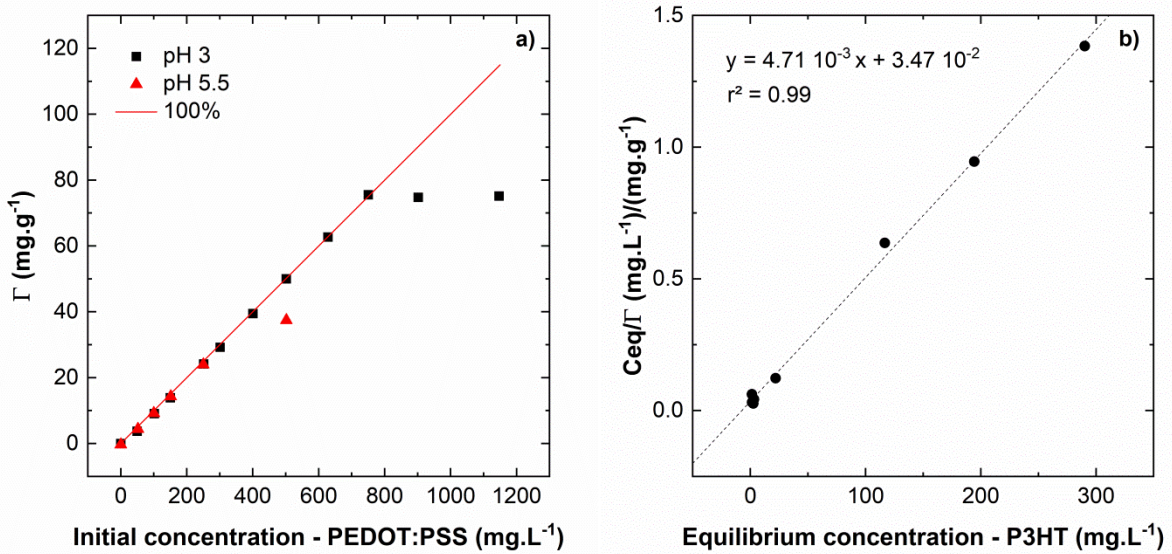 a)
pH 3
pH 5.5
100%
120
100
80
60
40
20
0
Γ (mg.g⁻¹)
0 200 400 600 800 1000 1200
Initial concentration - PEDOT:PSS (mg.L⁻¹)
b)
y = 4.71 10⁻³ x + 3.47 10⁻²
r² = 0.99
1.5
1.0
0.5
0.0
Ceq/Γ (mg.L⁻¹)/(mg.g⁻¹)
0 100 200 300
Equilibrium concentration - P3HT (mg.L⁻¹)